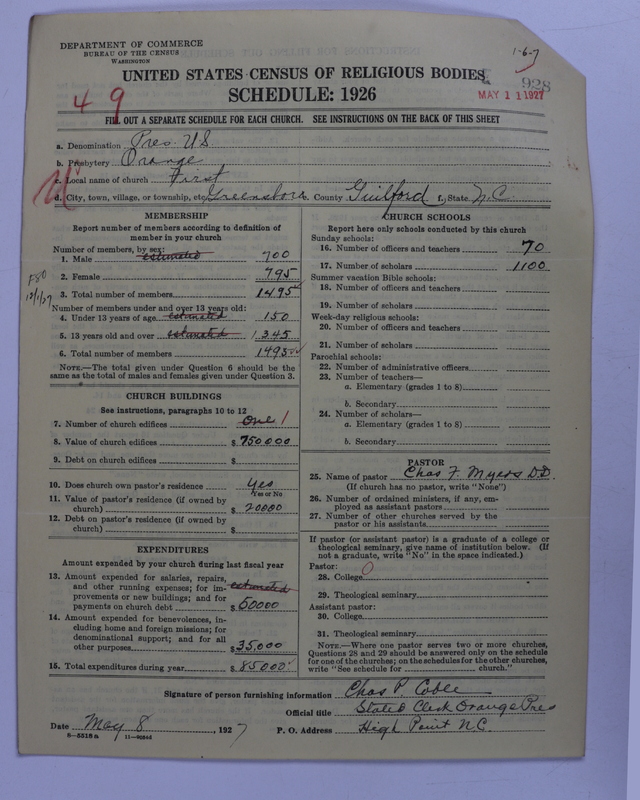 DEPARTMENT OF COMMERCE
BUREAU OF THE CENSUS
WASHINGTON
1-6-7
UNITED STATES CENSUS OF RELIGIOUS BODIES
928
SCHEDULE: 1926
MAY 11 1927
4 9
FILL OUT A SEPARATE SCHEDULE FOR EACH CHURCH. SEE INSTRUCTIONS ON THE BACK OF THIS SHEET
a. Denomination Pres. U.S.
b. Presbytery Orange
c. Local name of church First
d. City, town, village, or township, etc. Greensboro e. County Guilford f. State N.C.
MEMBERSHIP
Report number of members according to definition of
member in your church
Number of members, by sex:
1. Male estimated 700
2. Female 795
3. Total number of members 1495
Number of members under and over 13 years old:
4. Under 13 years of age estimated 150
5. 13 years old and over estimated 1345
6. Total number of members 1495
NOTE.—The total given under Question 6 should be the
same as the total of males and females given under Question 3.
CHURCH BUILDINGS
See instructions, paragraphs 10 to 12
7. Number of church edifices one 1
8. Value of church edifices $750,000
9. Debt on church edifices $
10. Does church own pastor's residence yes
Yes or No
11. Value of pastor's residence (if owned by
church) $20000
12. Debt on pastor's residence (if owned by
church) $
EXPENDITURES
Amount expended by church during last fiscal year
13. Amount expended for salaries, repairs,
and other running expenses; for im- estimated
provements or new buildings; and for
payments on church debt $50000
14. Amount expended for benevolences, in-
cluding home and foreign missions; for
denominational support; and for all
other purposes $35,000
15. Total expenditures during year $85,000
CHURCH SCHOOLS
Report here only schools conducted by this church
Sunday schools:
16. Number of officers and teachers 70
17. Number of scholars 1100
Summer vacation Bible schools:
18. Number of officers and teachers
19. Number of scholars
Week-day religious schools:
20. Number of officers and teachers
21. Number of scholars
Parochial schools:
22. Number of administrative officers
23. Number of teachers—
a. Elementary (grades 1 to 8)
b. Secondary
24. Number of scholars—
a. Elementary (grades 1 to 8)
b. Secondary
PASTOR
25. Name of pastor Chas. F. Myers D.D.
(If church has no pastor, write "None")
26. Number of ordained ministers, if any, em-
ployed as assistant pastors
27. Number of other churches served by the
pastor or his assistants
If pastor (or assistant pastor) is a graduate of a college or
theological seminary, give name of institution below. (If
not a graduate, write "No" in the space indicated.)
Pastor:
28. College 0
29. Theological seminary
Assistant pastor:
30. College
31. Theological seminary
NOTE.—Where one pastor serves two or more churches,
Questions 28 and 29 should be answered only on the schedule
for one of the churches; on the schedules for the other churches,
write "See schedule for church."
Signature of person furnishing information Chas P. Coble
Official title Stated Clerk Orange Pres
Date May 8, 1927 P. O. Address High Point N.C.
8-5518a 11-9284a